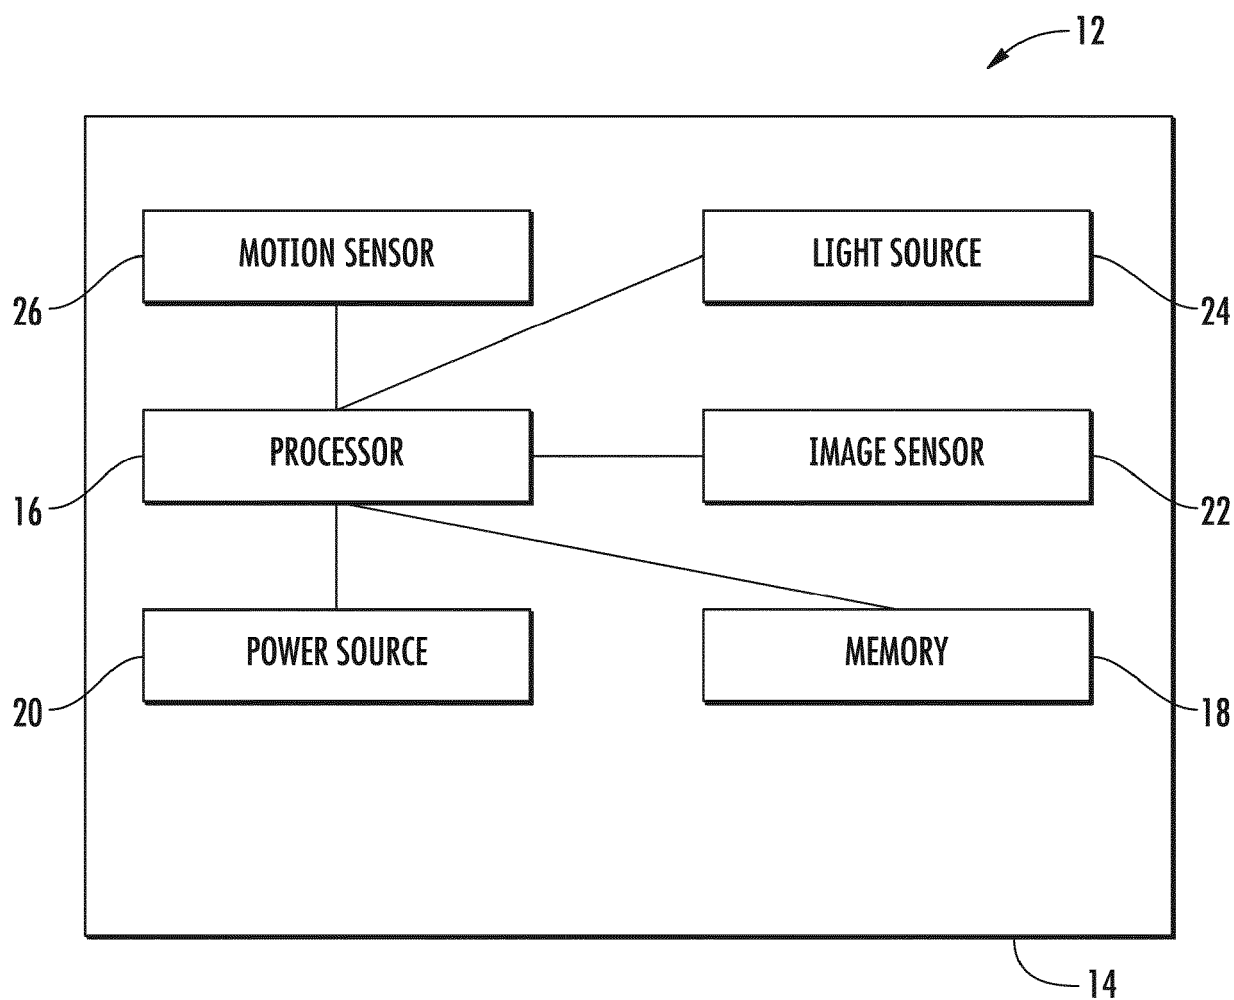 12
MOTION SENSOR
LIGHT SOURCE
26
24
PROCESSOR
IMAGE SENSOR
16
22
POWER SOURCE
MEMORY
20
18
14